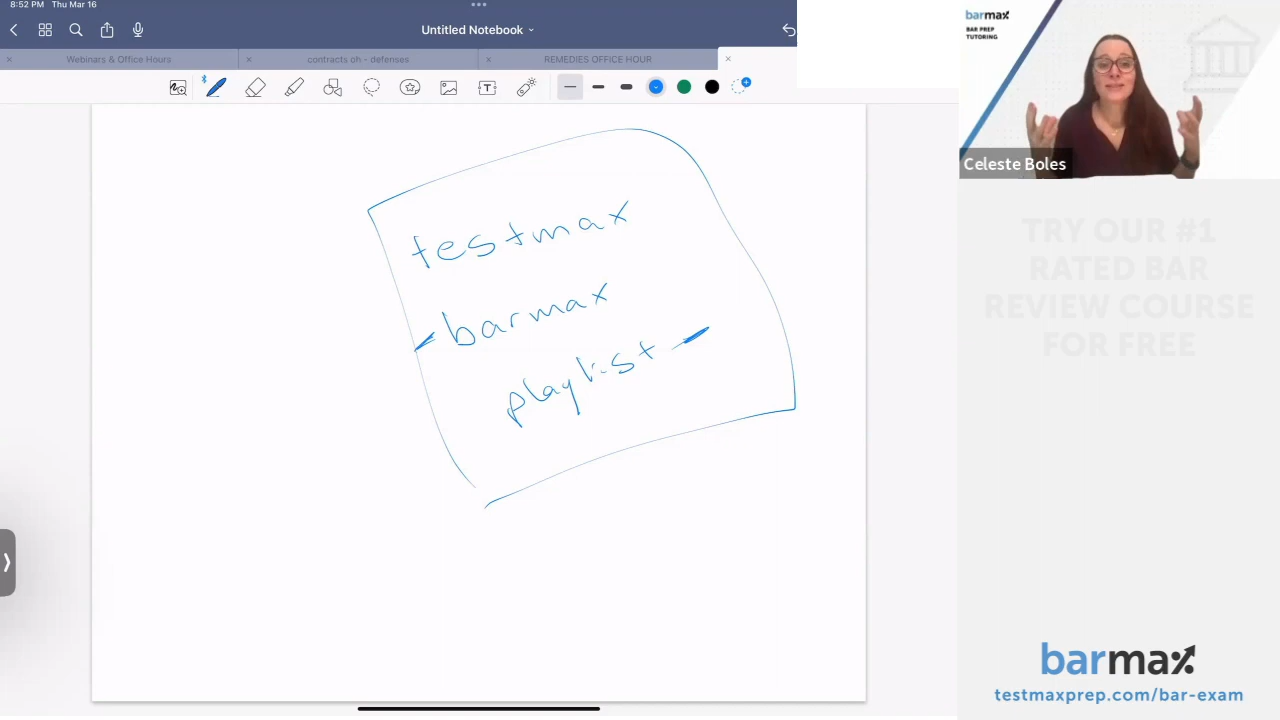 8:52 PM Thu Mar 16
Untitled Notebook
Webinars & Office Hours
contracts oh - defenses
REMEDIES OFFICE HOUR
testmax
barmax
playlist
barmax
BAR PREP
TUTORING
Celeste Boles
TRY OUR #1
RATED BAR
REVIEW COURSE
FOR FREE
barmax
testmaxprep.com/bar-exam